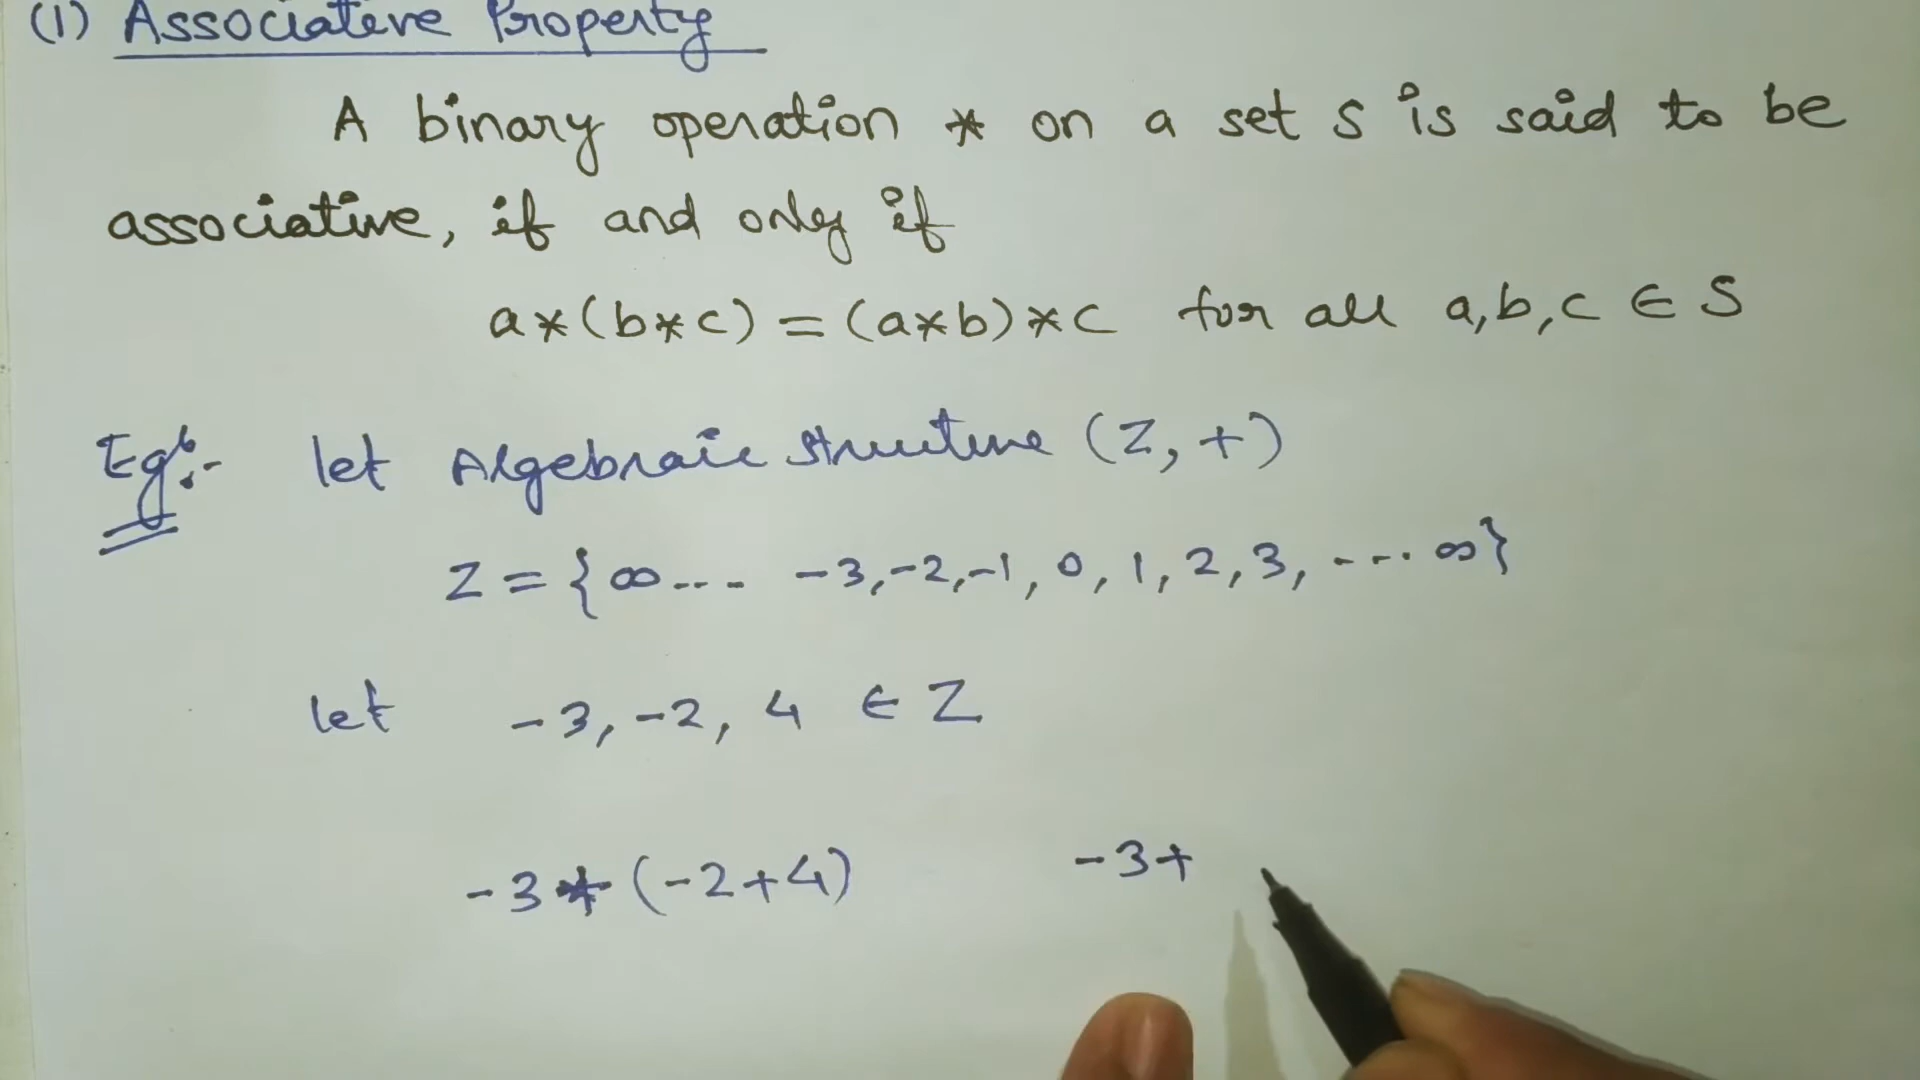 (1) Associative Property
A binary operation * on a set S is said to be
associative, if and only if
a*(b*c) = (a*b)*c for all a,b,c ∈ S
Eg:- let Algebraic structure (Z, +)
Z = {∞... -3,-2,-1, 0, 1, 2, 3, .... ∞}
let -3, -2, 4 ∈ Z
-3 + (-2+4) -3+